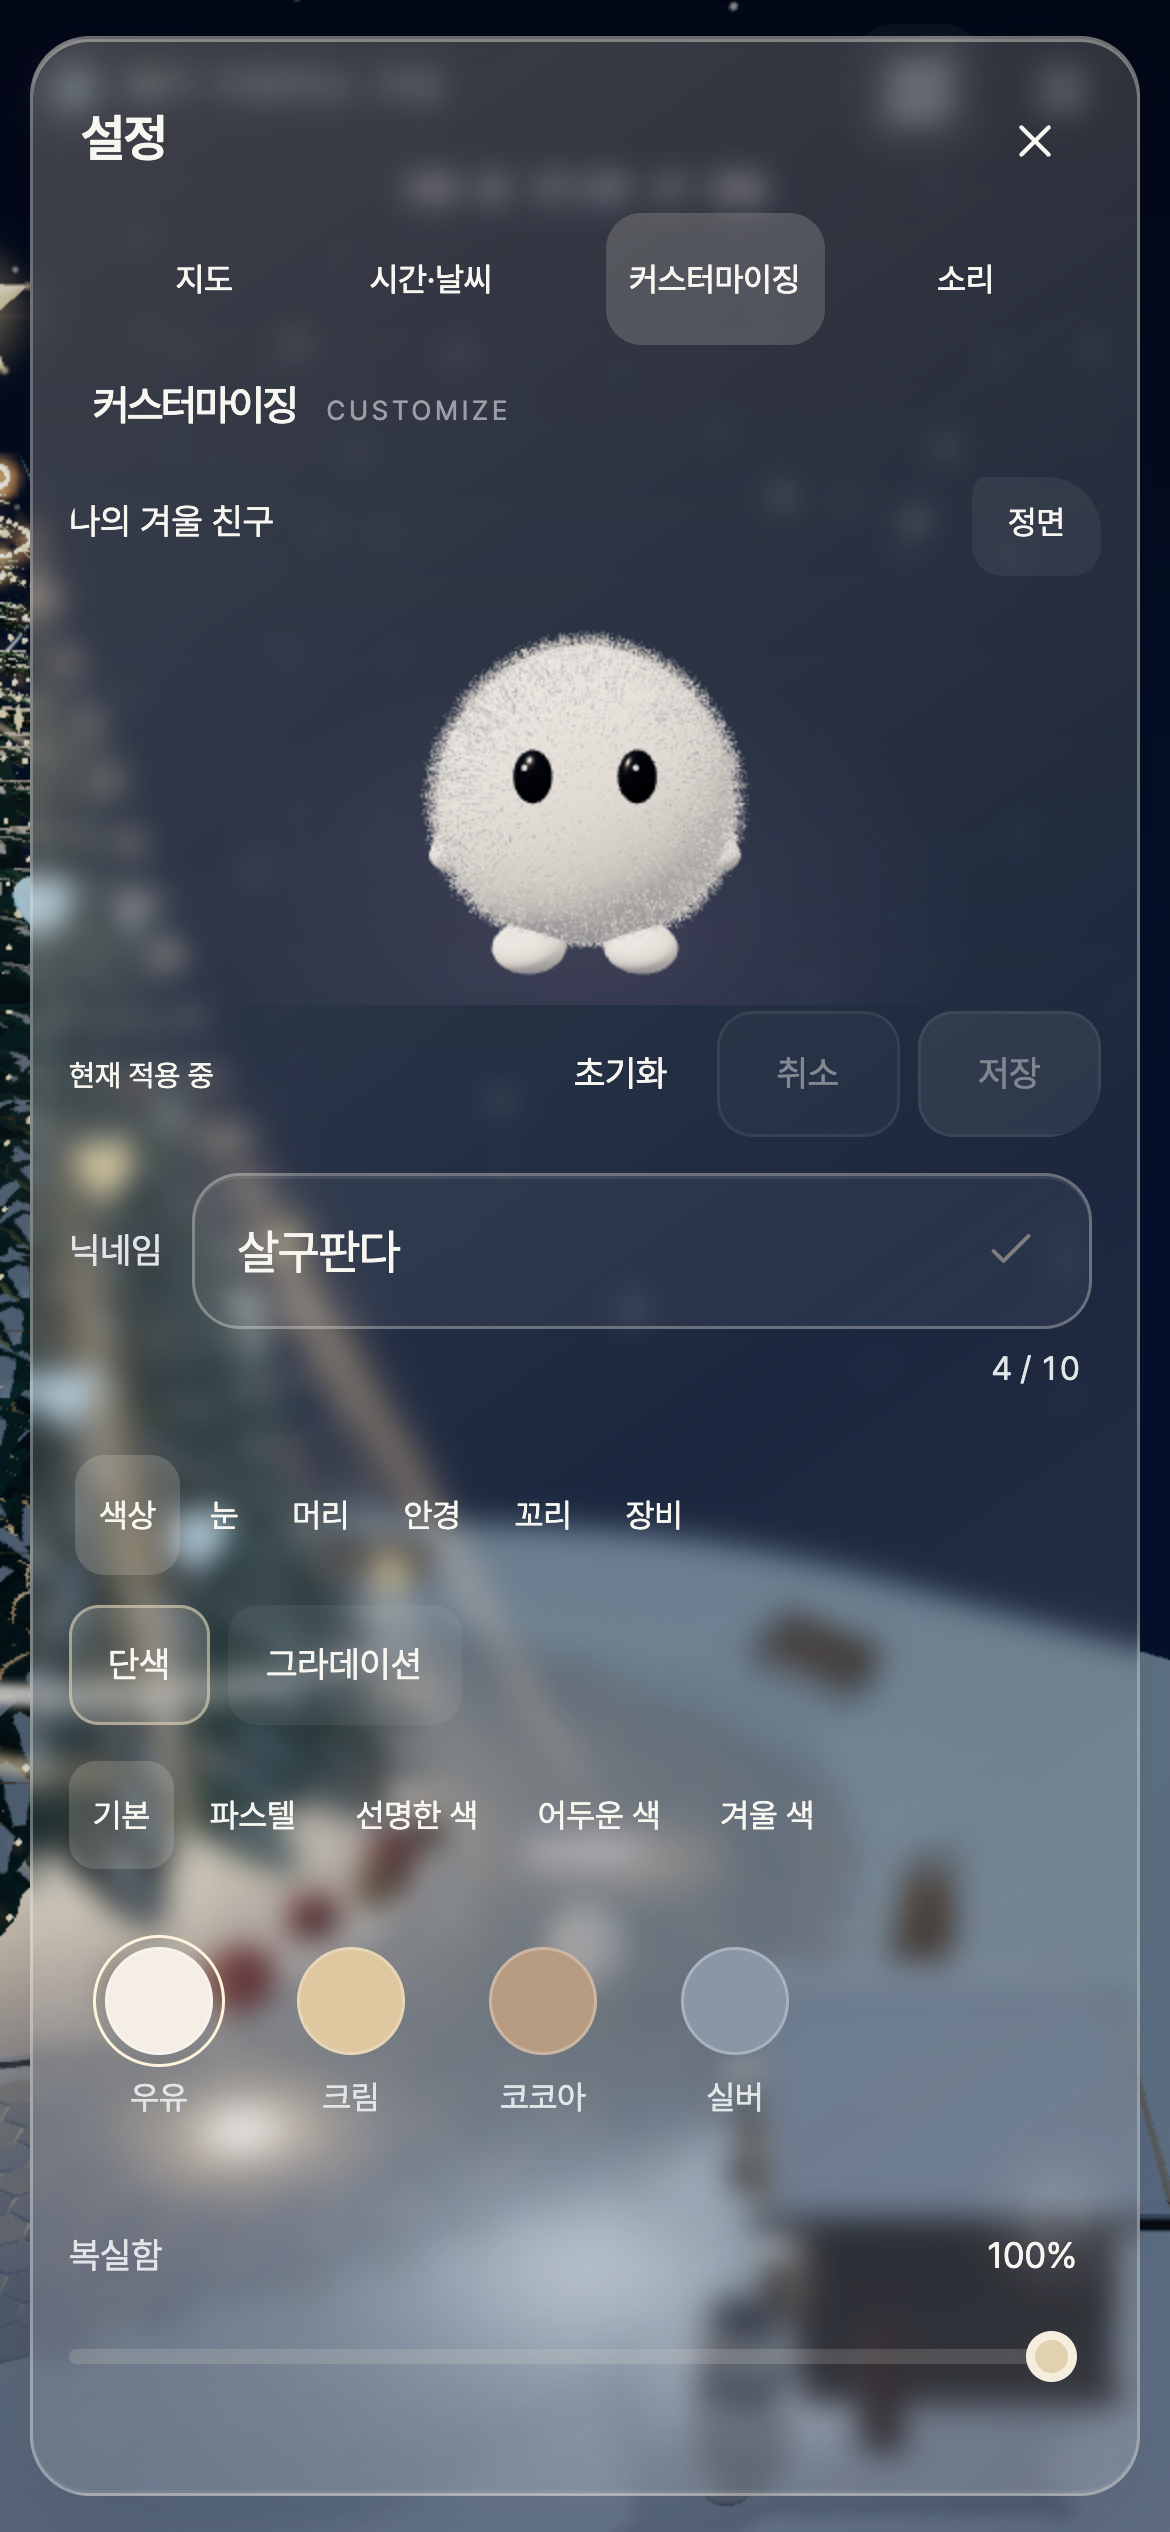 설정
지도 시간·날씨 커스터마이징 소리
커스터마이징 CUSTOMIZE
나의 겨울 친구 정면
현재 적용 중 초기화 취소 저장
닉네임 살구판다
4 / 10
색상 눈 머리 안경 꼬리 장비
단색 그라데이션
기본 파스텔 선명한 색 어두운 색 겨울 색
우유 크림 코코아 실버
복실함 100%